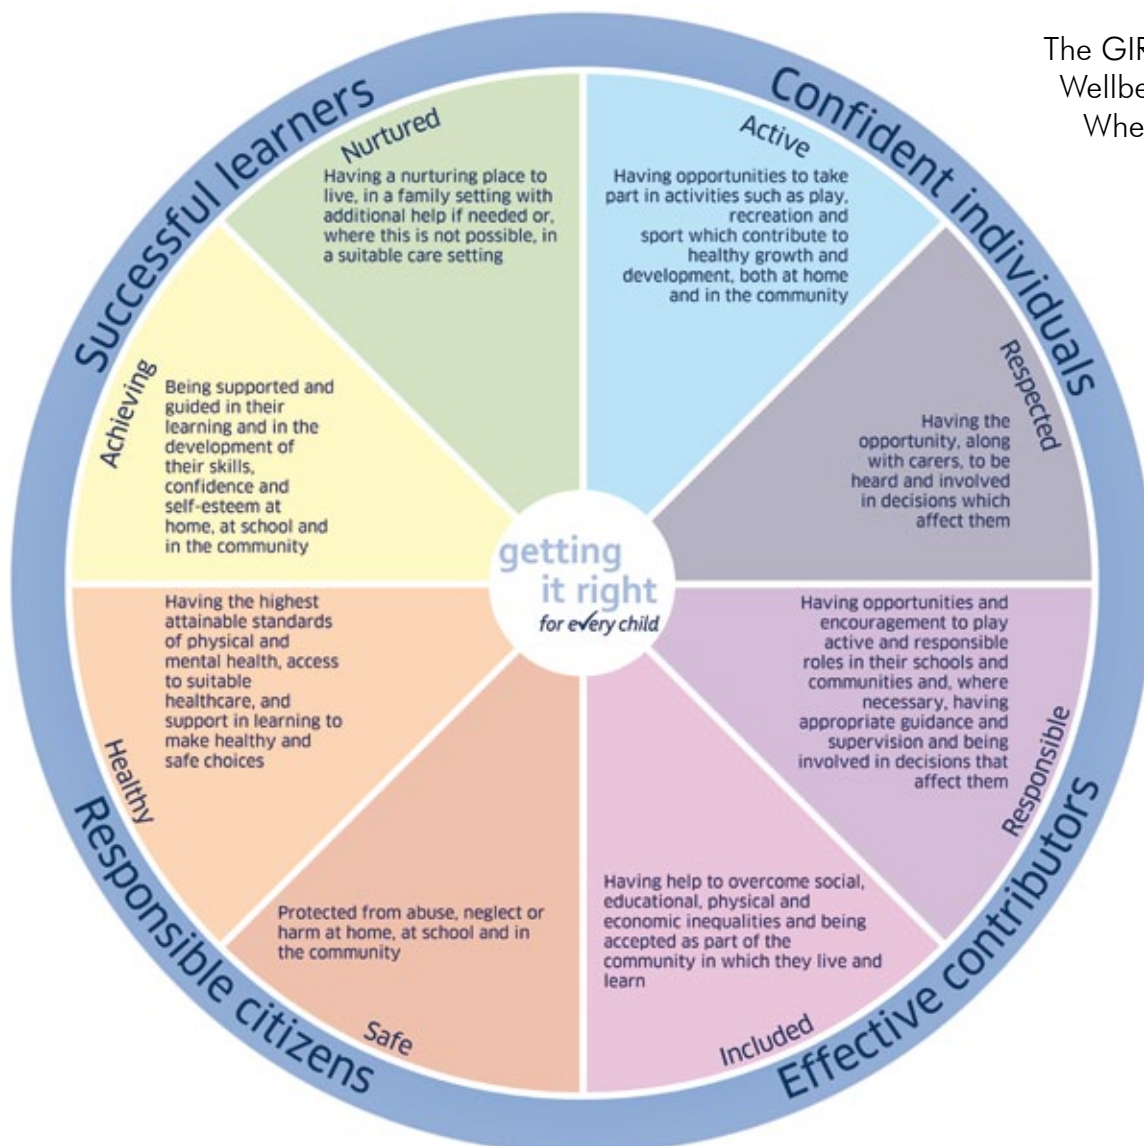 The
Whe
Successful learners
Confident individuals
Nurtured
Having a nurturing place to
live, in a family setting with
additional help if needed or,
where this is not possible, in
a suitable care setting
Active
Having opportunities to take
part in activities such as play,
recreation and
sport which contribute to
healthy growth and
development, both at home
and in the community
Respected
Having the
opportunity, along
with carers, to be
heard and involved
in decisions which
affect them
Achieving
Being supported and
guided in their
learning and in the
development of
their skills,
confidence and
self-esteem at
home, at school and
in the community
getting
it right
for every child
Having the highest
attainable standards
of physical and
mental health, access
to suitable
healthcare, and
support in learning to
make healthy and
safe choices
Healthy
Having opportunities and
encouragement to play
active and responsible
roles in their schools and
communities and, where
necessary, having
appropriate guidance and
supervision and being
involved in decisions that
affect them
Responsible
Protected from abuse, neglect or
harm at home, at school and in
the community
Safe
Having help to overcome social,
educational, physical and
economic inequalities and being
accepted as part of the
community in which they live and
learn
Included
Responsible citizens
Effective contributors